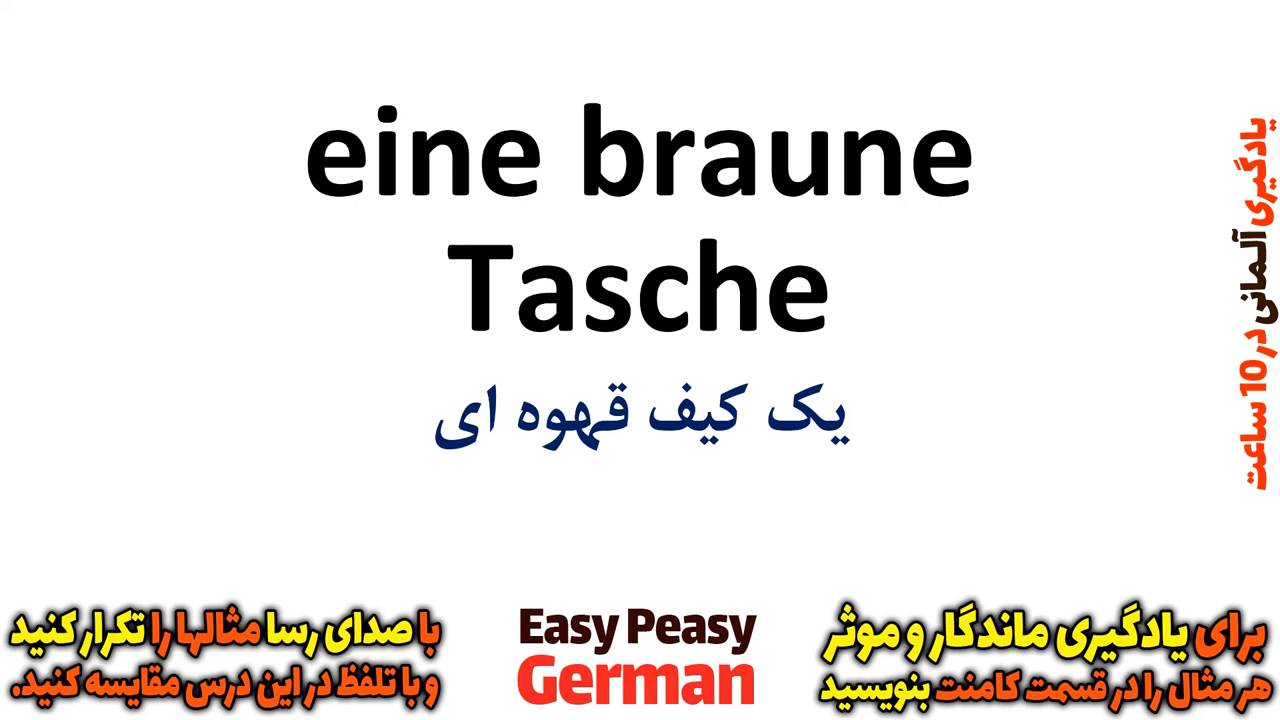 eine braune
Tasche
یک کیف قهوه ای
یادگیری آلمانی در 10 ساعت
برای یادگیری ماندگار و موثر
هر مثال را در قسمت کامنت بنویسید
Easy Peasy
German
با صدای رسا مثالها را تکرار کنید
و با تلفظ در این درس مقایسه کنید.